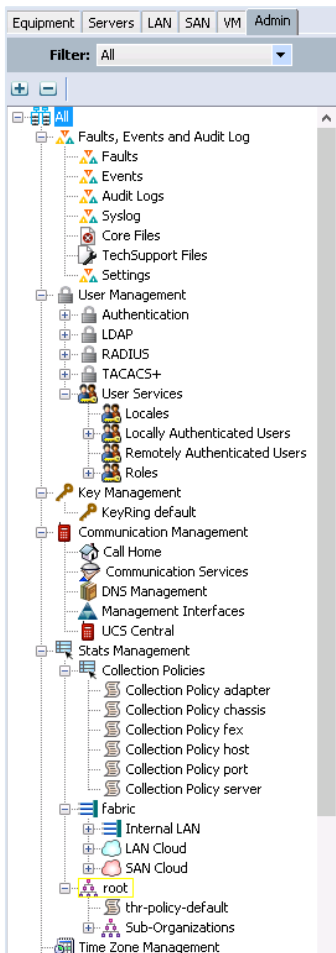 Equipment Servers LAN SAN VM Admin
Filter: All
All
Faults, Events and Audit Log
Faults
Events
Audit Logs
Syslog
Core Files
TechSupport Files
Settings
User Management
Authentication
LDAP
RADIUS
TACACS+
User Services
Locales
Locally Authenticated Users
Remotely Authenticated Users
Roles
Key Management
KeyRing default
Communication Management
Call Home
Communication Services
DNS Management
Management Interfaces
UCS Central
Stats Management
Collection Policies
Collection Policy adapter
Collection Policy chassis
Collection Policy fex
Collection Policy host
Collection Policy port
Collection Policy server
fabric
Internal LAN
LAN Cloud
SAN Cloud
root
thr-policy-default
Sub-Organizations
Time Zone Management